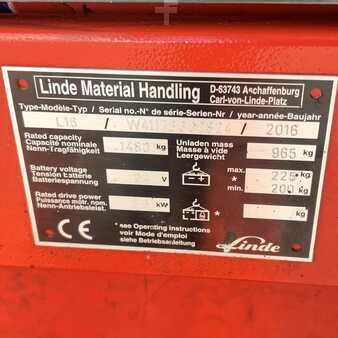 Linde Material Handling
D-63743 Aschaffenburg
Carl-von-Linde-Platz
Type-Modèle-Typ / Serial no.-N° de série-Serien-Nr / year-année-Baujahr
L16 / / 2016
Rated capacity
Capacité nominale
Nenn-Tragfähigkeit
kg
Unladen mass
Masse à vide
Leergewicht
965 kg
Battery voltage
Tension batterie
Batteriespannung
V
*
max. 225 kg
min. 200 kg
*
Rated drive power
Puissance motr. nom.
Nenn-Antriebsleist.
kW
kg
CE
* see Operating instructions
voir Mode d'emploi
siehe Betriebsanleitung
Linde